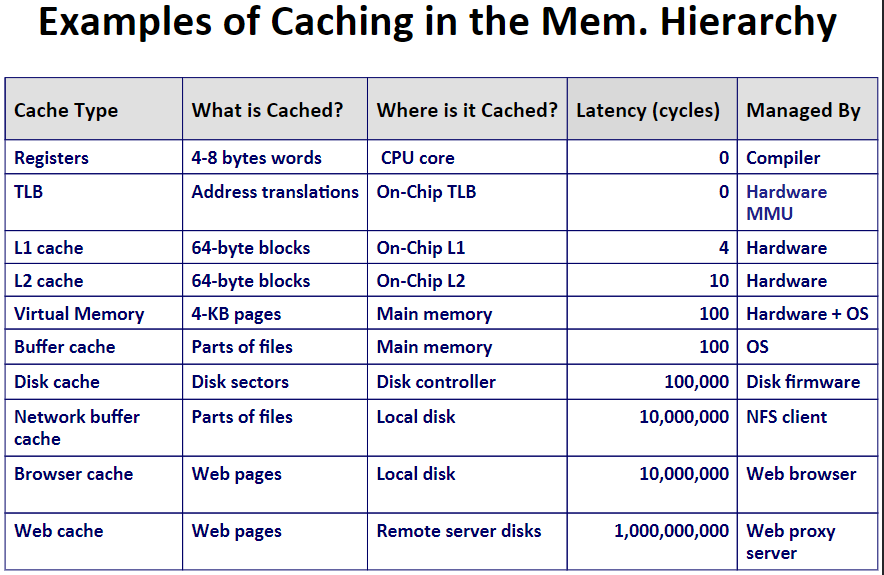 Examples of Caching in the Mem. Hierarchy
Cache Type What is Cached? Where is it Cached? Latency (cycles) Managed By
Registers 4-8 bytes words CPU core 0 Compiler
TLB Address translations On-Chip TLB 0 Hardware
MMU
L1 cache 64-byte blocks On-Chip L1 4 Hardware
L2 cache 64-byte blocks On-Chip L2 10 Hardware
Virtual Memory 4-KB pages Main memory 100 Hardware + OS
Buffer cache Parts of files Main memory 100 OS
Disk cache Disk sectors Disk controller 100,000 Disk firmware
Network buffer Parts of files Local disk 10,000,000 NFS client
cache
Browser cache Web pages Local disk 10,000,000 Web browser
Web cache Web pages Remote server disks 1,000,000,000 Web proxy
server